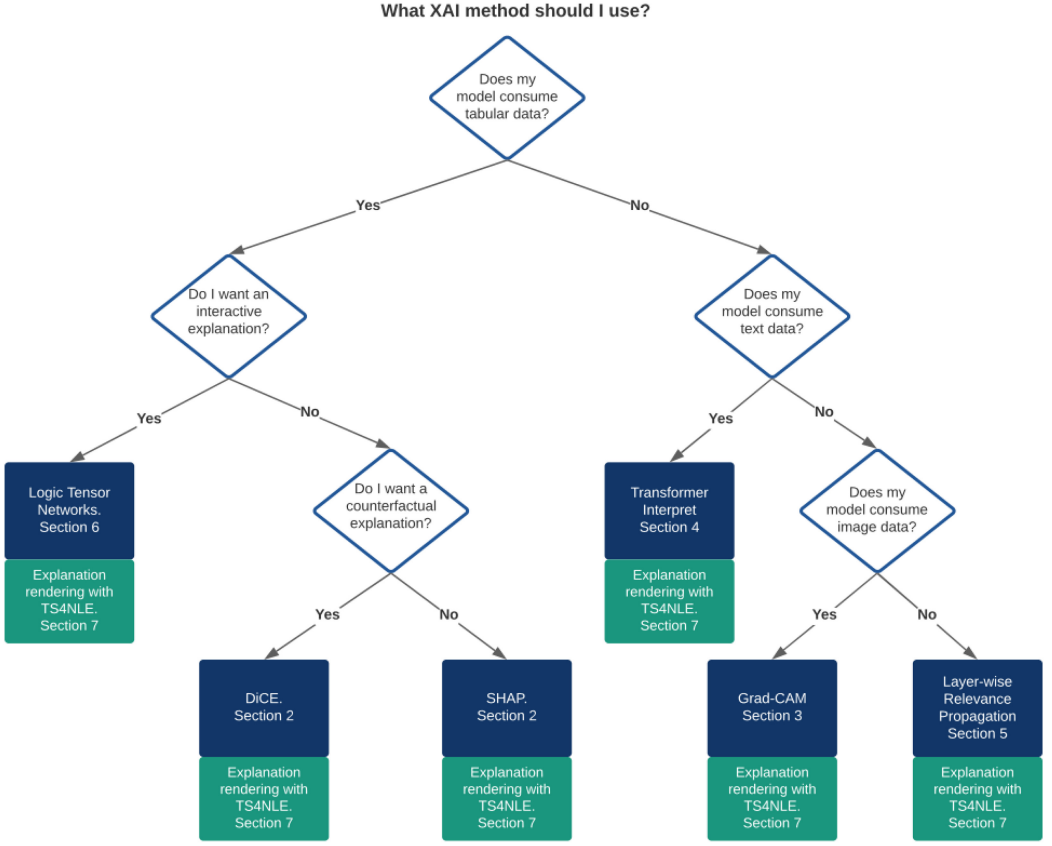 What XAI method should I use?
Does my
model consume
tabular data?
Yes
No
Do I want an
interactive
explanation?
Does my
model consume
text data?
Yes
No
Yes
No
Logic Tensor
Networks.
Section 6
Explanation
rendering with
TS4NLE.
Section 7
Do I want a
counterfactual
explanation?
Transformer
Interpret
Section 4
Explanation
rendering with
TS4NLE.
Section 7
Does my
model consume
image data?
Yes
No
Yes
No
DiCE.
Section 2
Explanation
rendering with
TS4NLE.
Section 7
SHAP.
Section 2
Explanation
rendering with
TS4NLE.
Section 7
Grad-CAM
Section 3
Explanation
rendering with
TS4NLE.
Section 7
Layer-wise
Relevance
Propagation
Section 5
Explanation
rendering with
TS4NLE.
Section 7